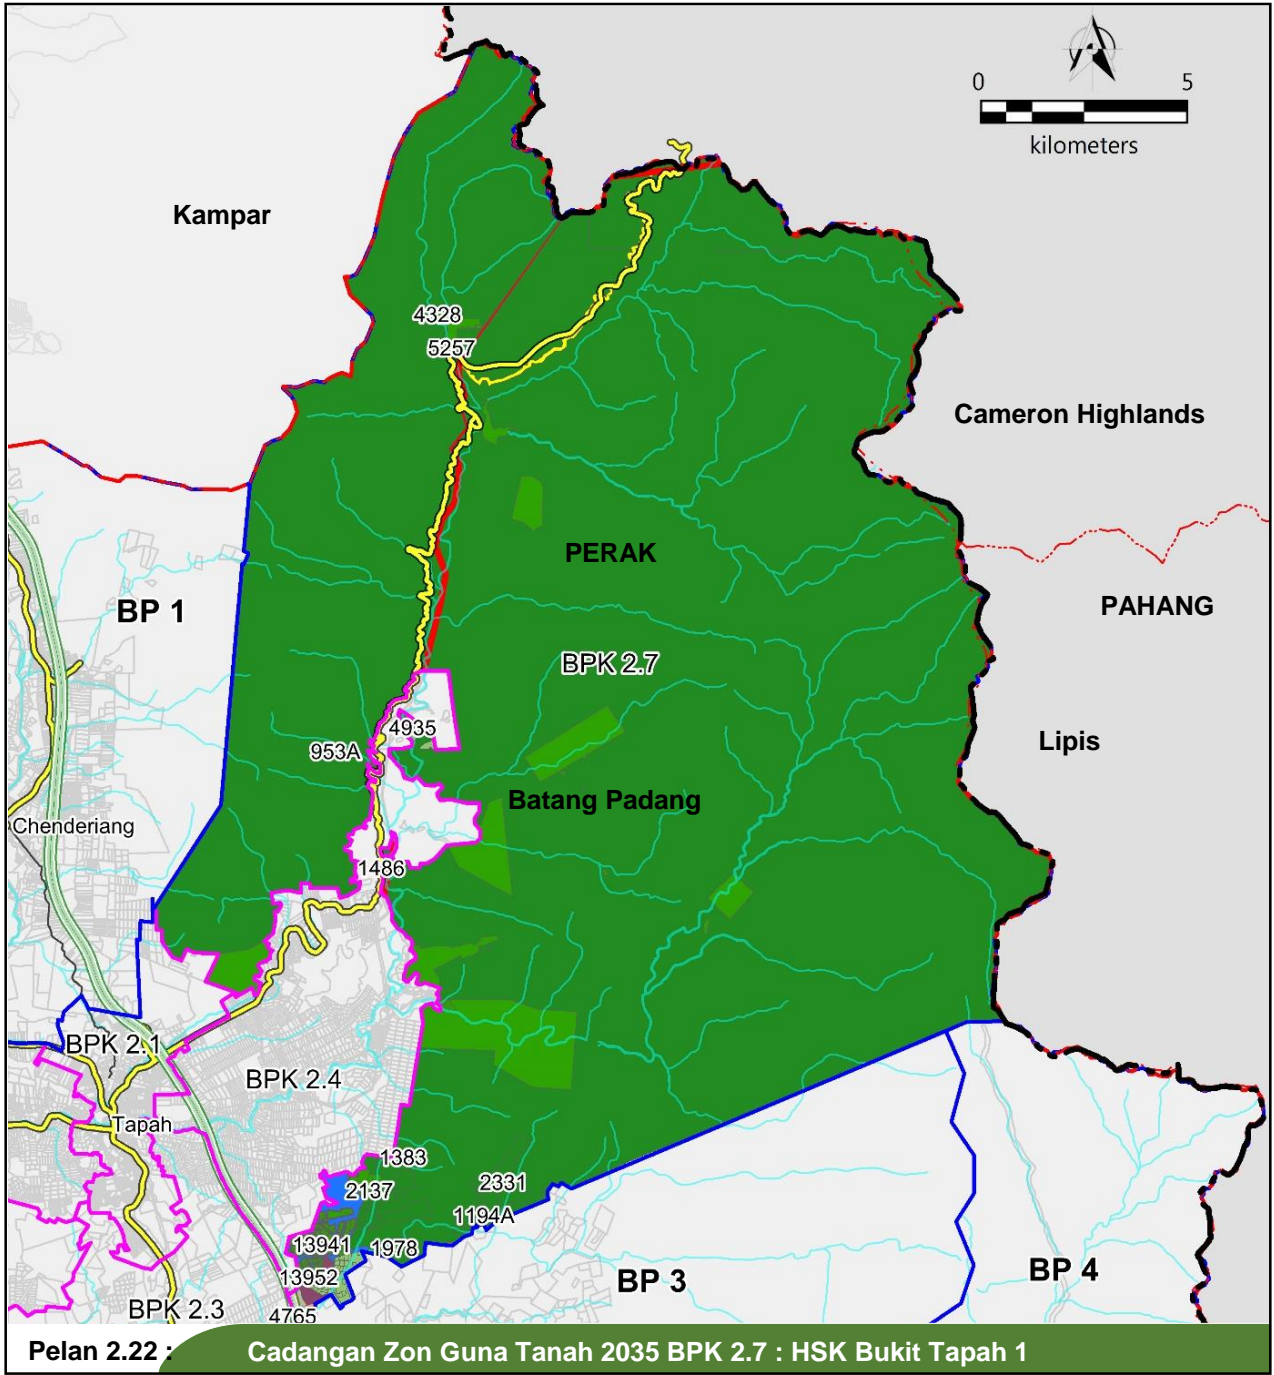 0 5
kilometers
Kampar
4328
5257
Cameron Highlands
PERAK
BP 1
PAHANG
BPK 2.7
4935
953A
Lipis
Batang Padang
Chenderiang
1486
BPK 2.1
BPK 2.4
Tapah
1383
2137
2331
1194A
13941
1978
13952
BP 3
BP 4
BPK 2.3
4765
Pelan 2.22 :
Cadangan Zon Guna Tanah 2035 BPK 2.7 : HSK Bukit Tapah 1